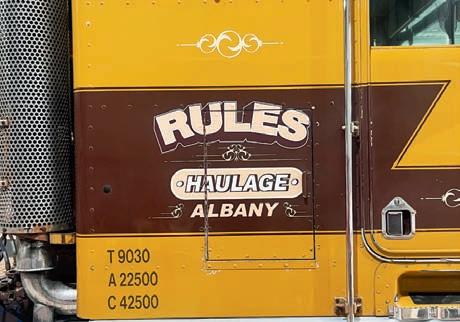 RULES
HAULAGE
ALBANY
T 9030
A 22500
C 42500